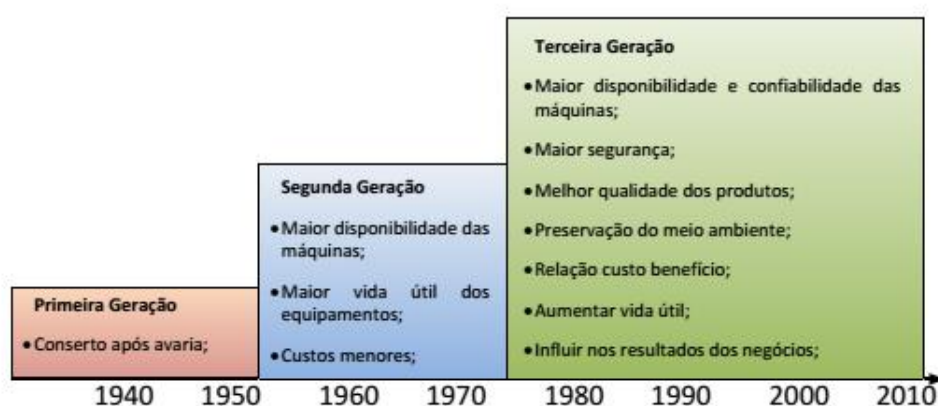 Primeira Geração
•Conserto após avaria;
Segunda Geração
•Maior disponibilidade das
máquinas;
•Maior vida útil dos
equipamentos;
•Custos menores;
Terceira Geração
•Maior disponibilidade e confiabilidade das
máquinas;
•Maior segurança;
•Melhor qualidade dos produtos;
•Preservação do meio ambiente;
•Relação custo benefício;
•Aumentar vida útil;
•Influir nos resultados dos negócios;
1940 1950 1960 1970 1980 1990 2000 2010